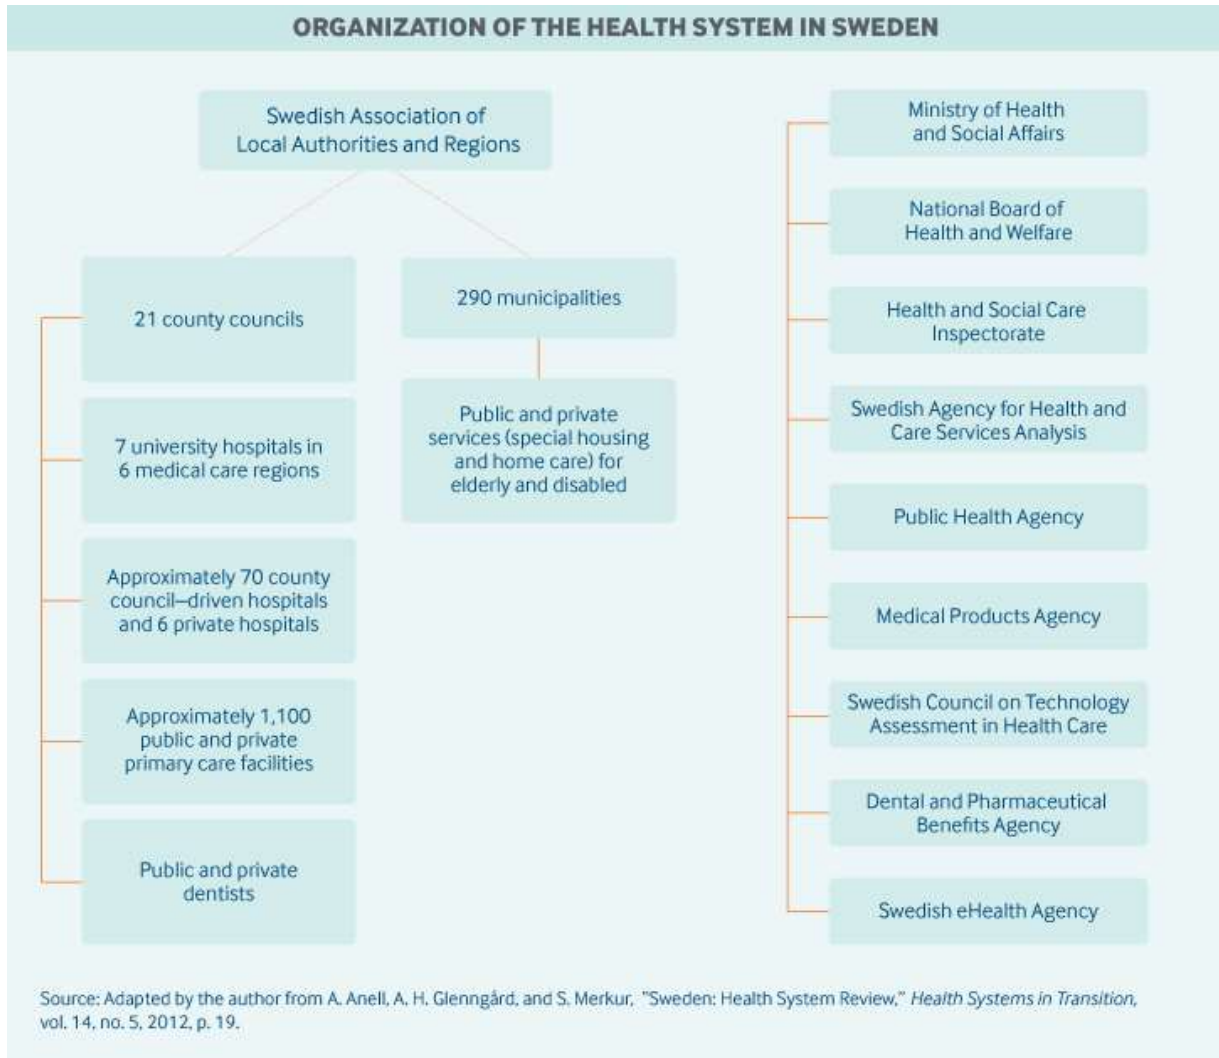 ORGANIZATION OF THE HEALTH SYSTEM IN SWEDEN
Swedish Association of
Local Authorities and Regions
21 county councils
7 university hospitals in
6 medical care regions
Approximately 70 county
council–driven hospitals
and 6 private hospitals
Approximately 1,100
public and private
primary care facilities
Public and private
dentists
290 municipalities
Public and private
services (special housing
and home care) for
elderly and disabled
Ministry of Health
and Social Affairs
National Board of
Health and Welfare
Health and Social Care
Inspectorate
Swedish Agency for Health and
Care Services Analysis
Public Health Agency
Medical Products Agency
Swedish Council on Technology
Assessment in Health Care
Dental and Pharmaceutical
Benefits Agency
Swedish eHealth Agency
Source: Adapted by the author from A. Anell, A. H. Glenngård, and S. Merkur, "Sweden: Health System Review," Health Systems in Transition,
vol. 14, no. 5, 2012, p. 19.